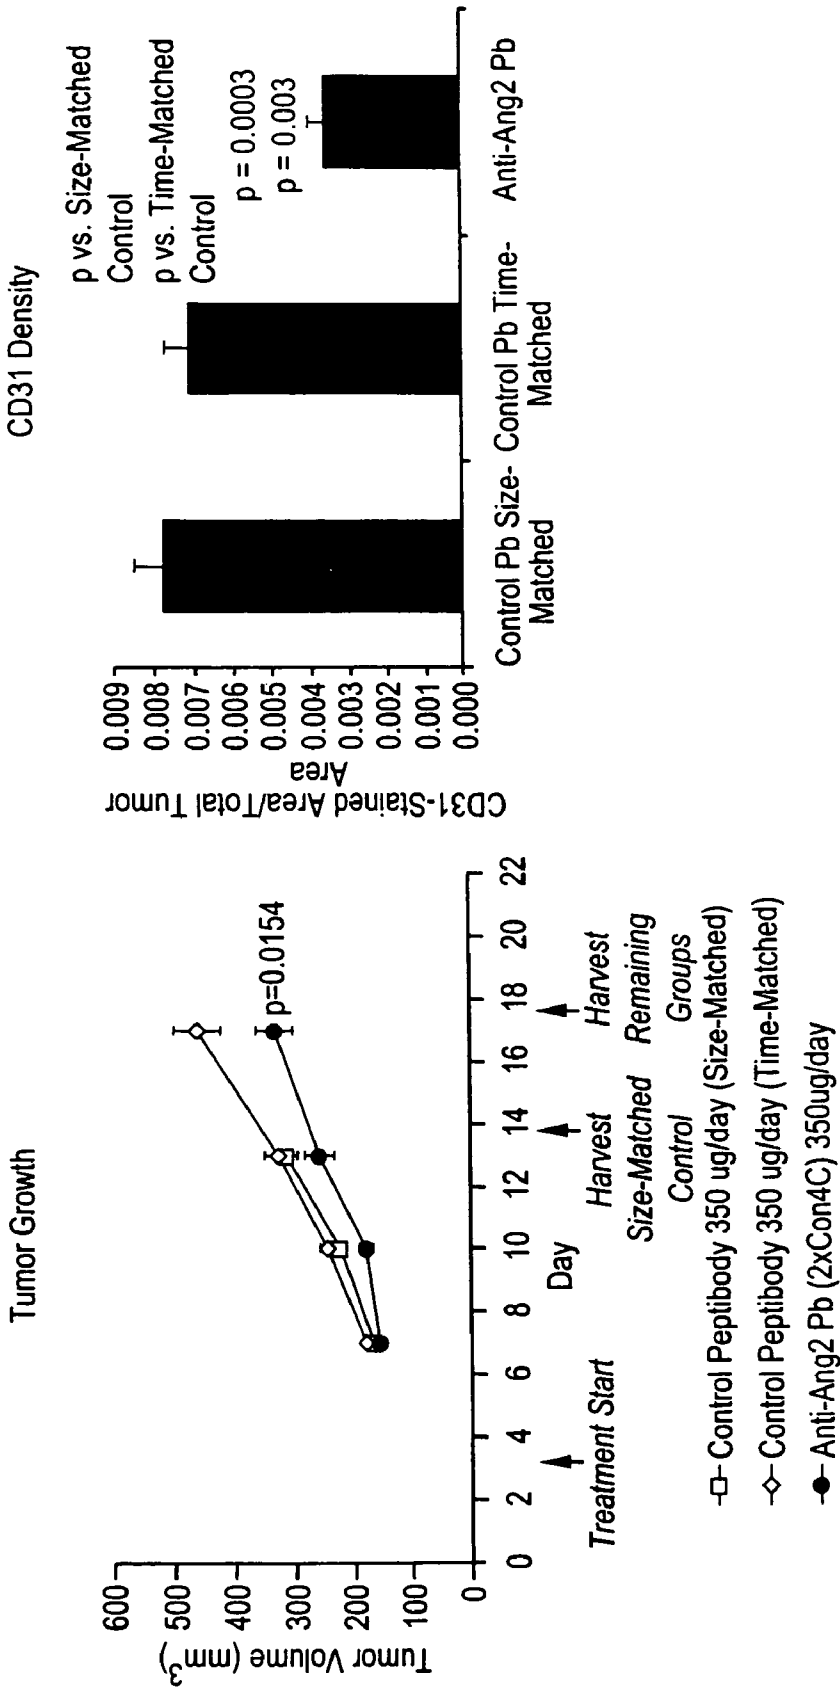 Tumor Growth
600
500
400
300
200
100
0
Tumor Volume (mm³)
0 2 4 6 8 10 12 14 16 18 20 22
Day
p=0.0154
Treatment Start
Harvest
Size-Matched
Control
Harvest
Remaining
Groups
Control Peptibody 350 ug/day (Size-Matched)
Control Peptibody 350 ug/day (Time-Matched)
Anti-Ang2 Pb (2xCon4C) 350ug/day
CD31 Density
p vs. Size-Matched
Control
p vs. Time-Matched
Control
p = 0.0003
p = 0.003
0.009
0.008
0.007
0.006
0.005
0.004
0.003
0.002
0.001
0.000
CD31-Stained Area/Total Tumor
Area
Control Pb Size-
Matched
Control Pb Time-
Matched
Anti-Ang2 Pb